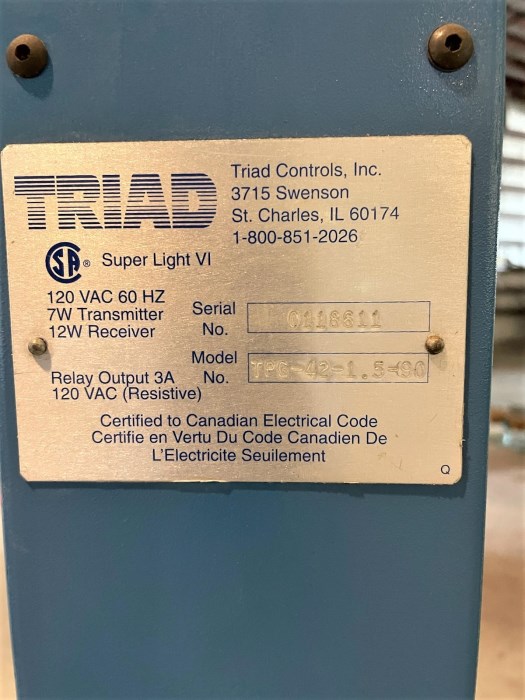 TRIAD
Triad Controls, Inc.
3715 Swenson
St. Charles, IL 60174
1-800-851-2026
SA ® Super Light VI
120 VAC 60 HZ
7W Transmitter
12W Receiver
Serial No.
Relay Output 3A
120 VAC (Resistive)
Model No.
Certified to Canadian Electrical Code
Certifie en Vertu Du Code Canadien De
L'Electricite Seuilement
Q